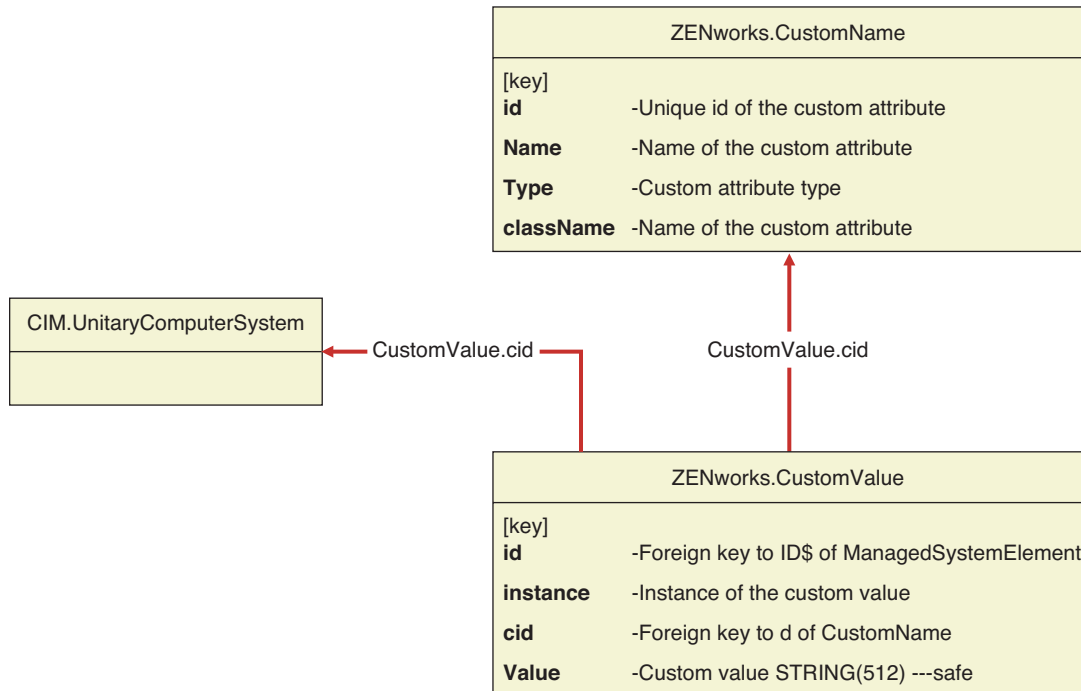 ZENworks.CustomName
[key]
id -Unique id of the custom attribute
Name -Name of the custom attribute
Type -Custom attribute type
className -Name of the custom attribute
CIM.UnitaryComputerSystem
CustomValue.cid
CustomValue.cid
ZENworks.CustomValue
[key]
id -Foreign key to ID$ of ManagedSystemElement
instance -Instance of the custom value
cid -Foreign key to d of CustomName
Value -Custom value STRING(512) ---safe